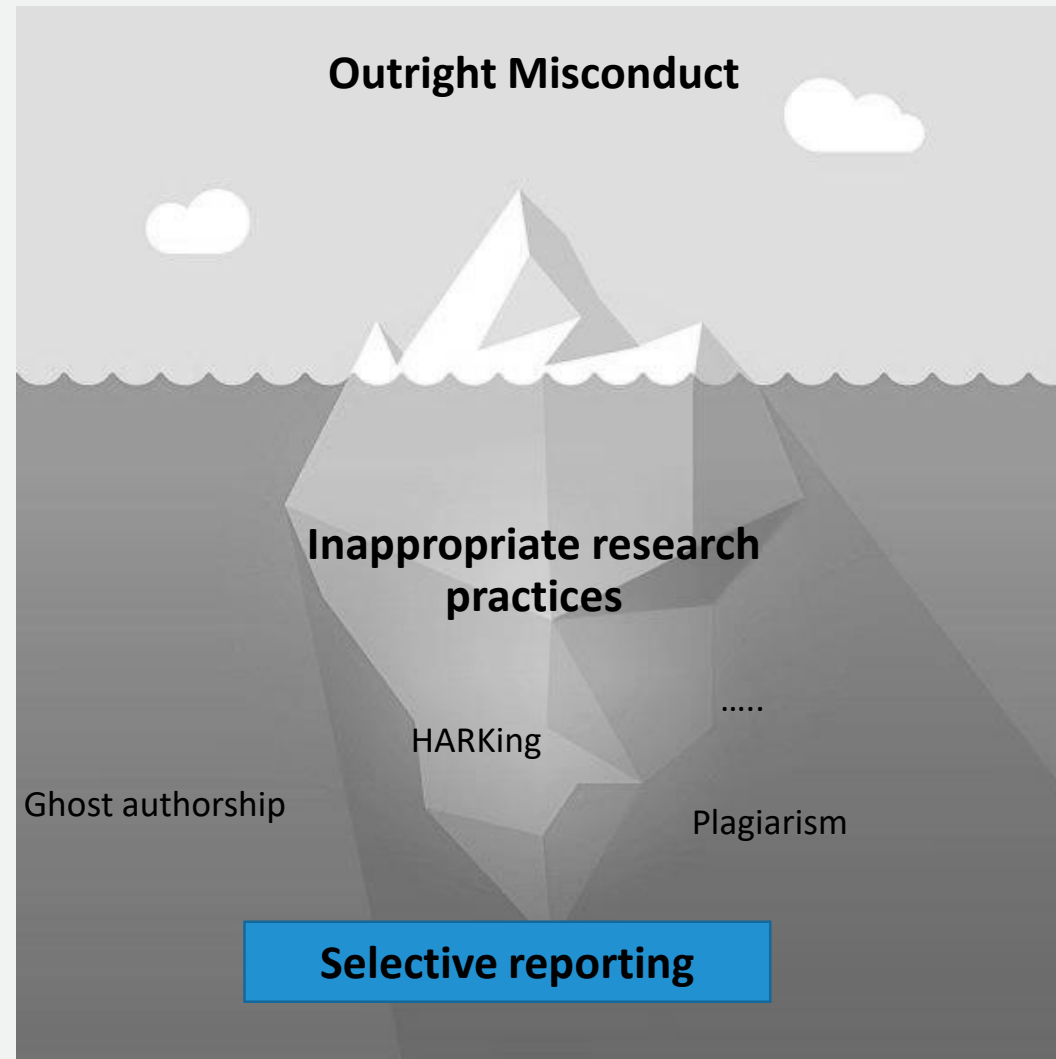 Outright Misconduct
Inappropriate research
practices
.....
HARKing
Ghost authorship
Plagiarism
Selective reporting